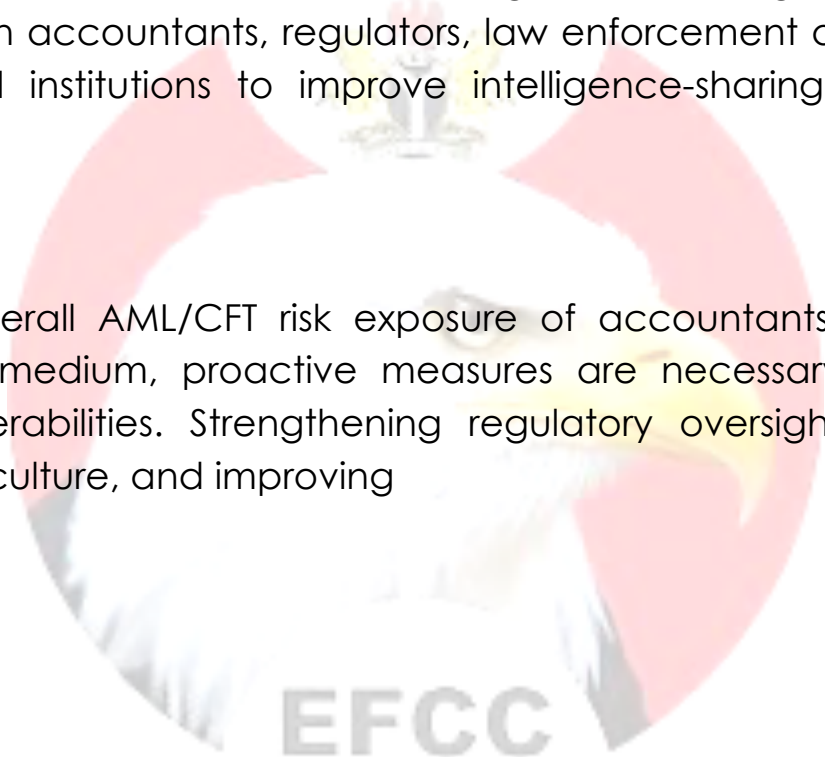 n accountants, regulators, law enforcement
institutions to improve intelligence-sharing
erall AML/CFT risk exposure of accountants
medium, proactive measures are necessary
erabilities. Strengthening regulatory oversigh
culture, and improving
EFCC